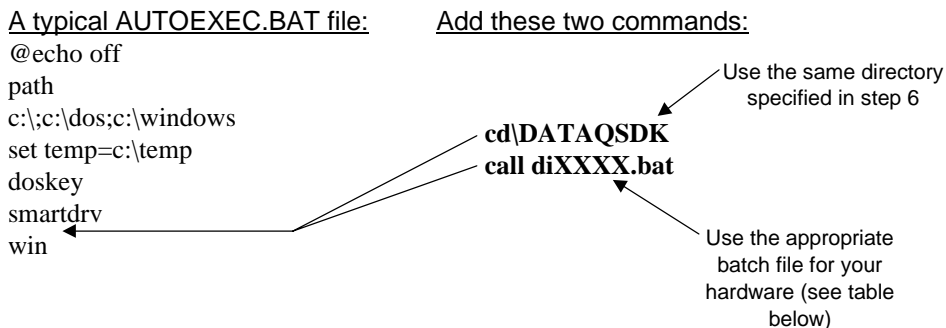 A typical AUTOEXEC.BAT file:
@echo off
path
c:\;c:\dos;c:\windows
set temp=c:\temp
doskey
smartdrv
win
Add these two commands:
cd\DATAQSDK
call diXXXX.bat
Use the same directory
specified in step 6
Use the appropriate
batch file for your
hardware (see table
below)